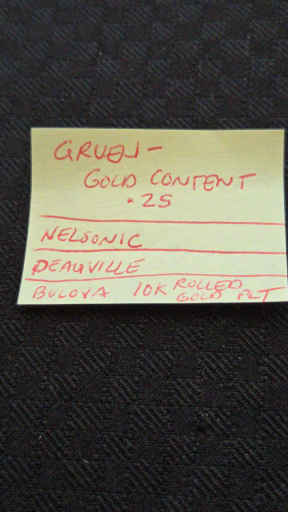 GRUEN-
GOLD CONTENT
.25
NELSONIC
DEAUVILLE
BULOVA 10K ROLLED
GOLD PLT